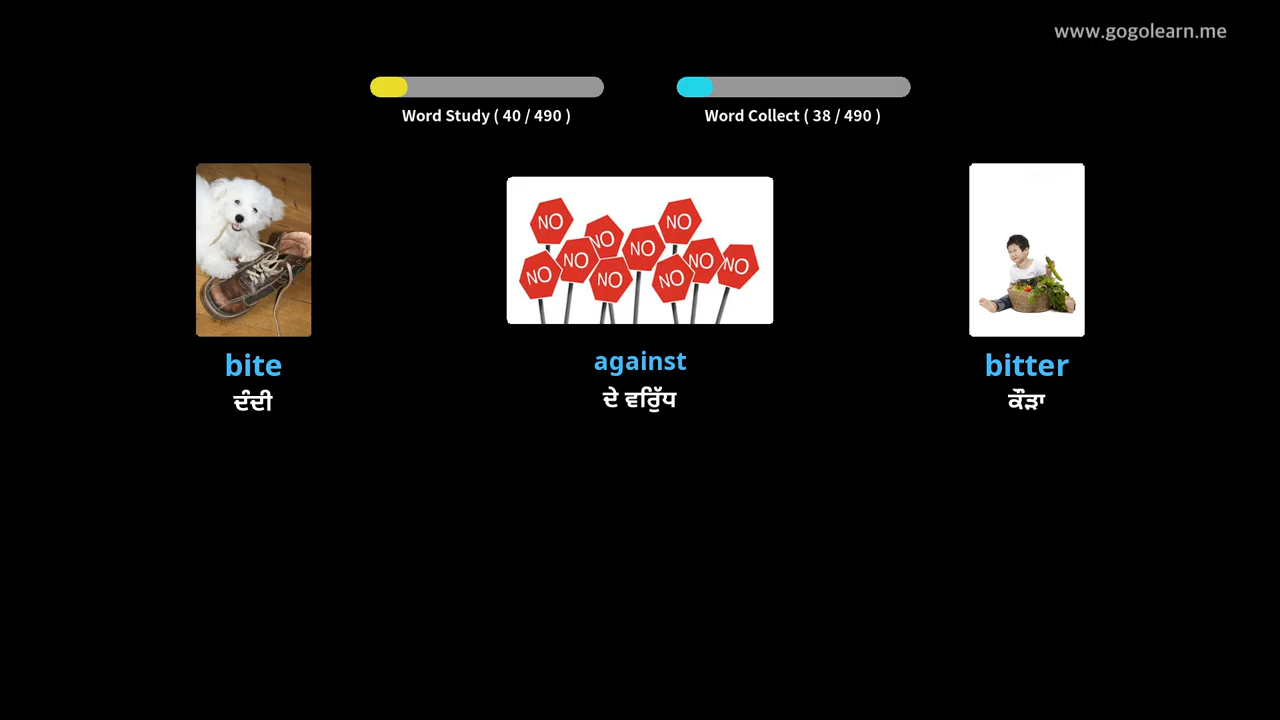 www.gogolearn.me
Word Study ( 40 / 490 )
Word Collect ( 38 / 490 )
NO
NO
NO
NO
NO
NO
NO
NO
NO
NO
bite
against
bitter
ਦੰਦੀ
ਦੇ ਵਰਿੁੱਧ
ਕੌੜਾ